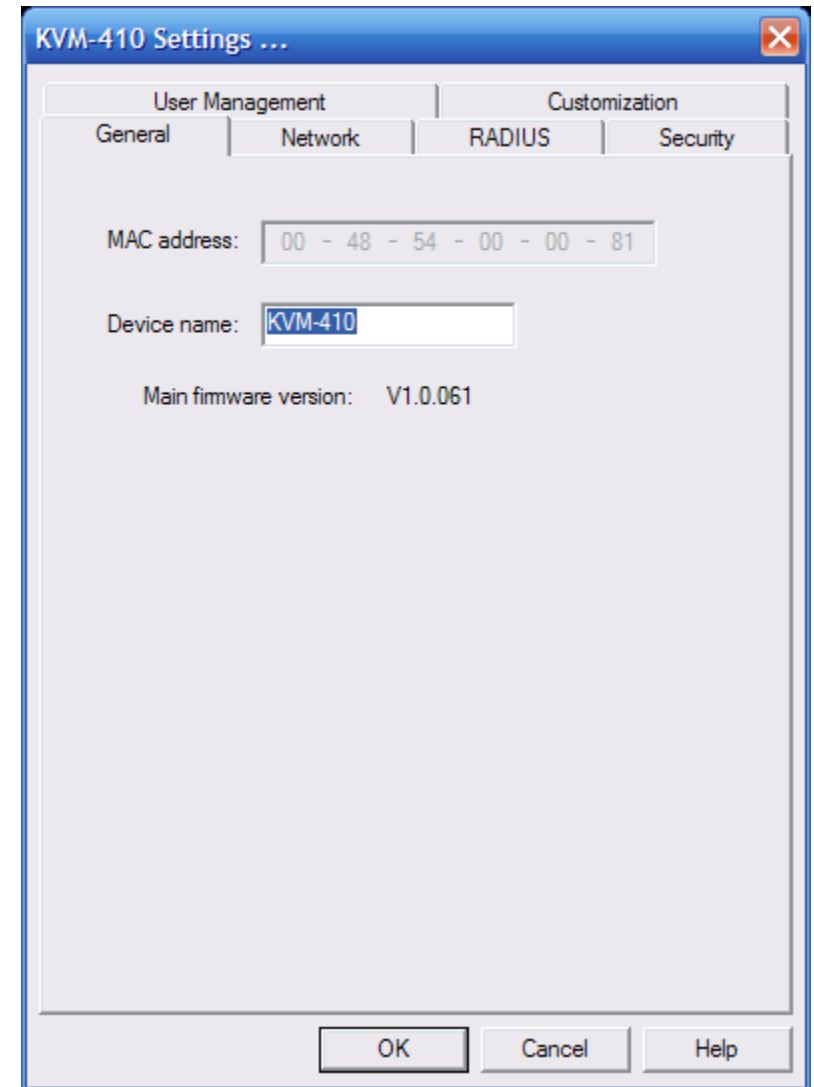 KVM-410 Settings ...
User Management Customization
General Network RADIUS Security
MAC address: 00 - 48 - 54 - 00 - 00 - 81
Device name: KVM-410
Main firmware version: V1.0.061
OK Cancel Help